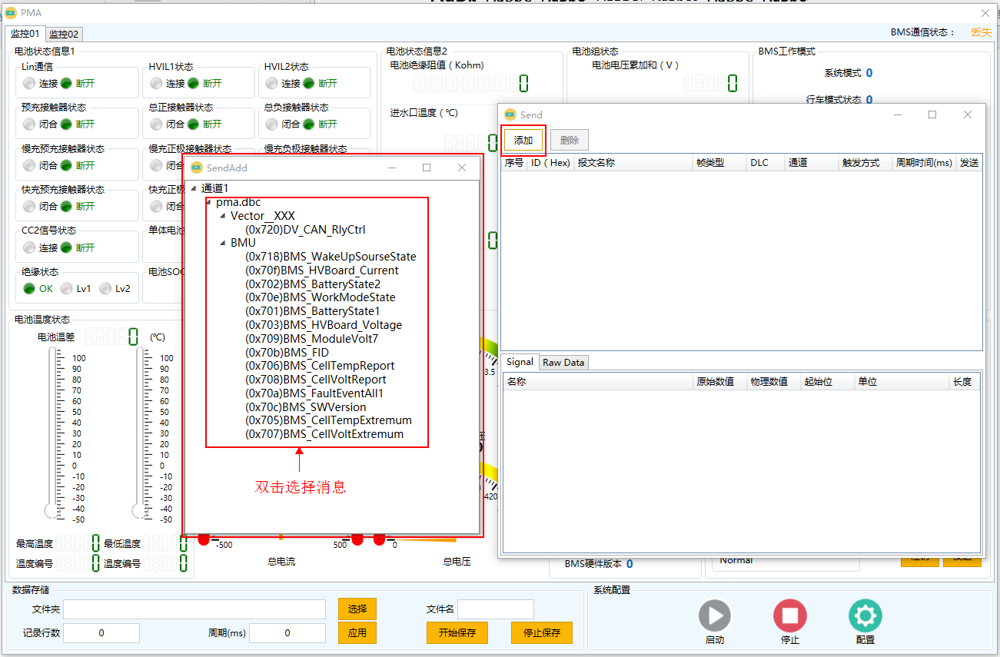 PMA
监控01 监控02
BMS通信状态： 丢失
电池状态信息1
Lin通信
连接 断开
HVIL1状态
连接 断开
HVIL2状态
连接 断开
预充接触器状态
闭合 断开
总正接触器状态
闭合 断开
总负接触器状态
闭合 断开
慢充预充接触器状态
闭合 断开
慢充正极接触器状态
闭合
慢充负极接触器状态
快充预充接触器状态
闭合 断开
快充正极
闭合
CC2信号状态
连接 断开
单体电池
绝缘状态
OK Lv1 Lv2
电池SOC
电池状态信息2
电池绝缘阻值（Kohm)
0
进水口温度（℃)
0
0
电池组状态
电池电压累加和（V）
0
BMS工作模式
系统模式 0
行车模式状态 0
电池温度状态
电池温差 0 (℃)
100 100
90 90
80 80
70 70
60 60
50 50
40 40
30 30
20 20
10 10
0 0
-10 -10
-20 -20
-30 -30
-40 -40
-50 -50
最高温度 0 最低温度 0
温度编号 0 温度编号 0
SendAdd
通道1
pma.dbc
Vector__XXX
(0x720)DV_CAN_RlyCtrl
BMU
(0x718)BMS_WakeUpSourseState
(0x70f)BMS_HVBoard_Current
(0x702)BMS_BatteryState2
(0x70e)BMS_WorkModeState
(0x701)BMS_BatteryState1
(0x703)BMS_HVBoard_Voltage
(0x709)BMS_ModuleVolt7
(0x70b)BMS_FID
(0x706)BMS_CellTempReport
(0x708)BMS_CellVoltReport
(0x70a)BMS_FaultEventAll1
(0x70c)BMS_SWVersion
(0x705)BMS_CellTempExtremum
(0x707)BMS_CellVoltExtremum
双击选择消息
3.5
420
-500 500 0
总电流 总电压
Send
添加 删除
序号 ID（Hex) 报文名称 帧类型 DLC 通道 触发方式 周期时间(ms) 发送
Signal Raw Data
名称 原始数值 物理数值 起始位 单位 长度
BMS硬件版本 0
Normal
数据存储
文件夹 选择 文件名
记录行数 0 周期(ms) 0 应用 开始保存 停止保存
系统配置
启动 停止 配置